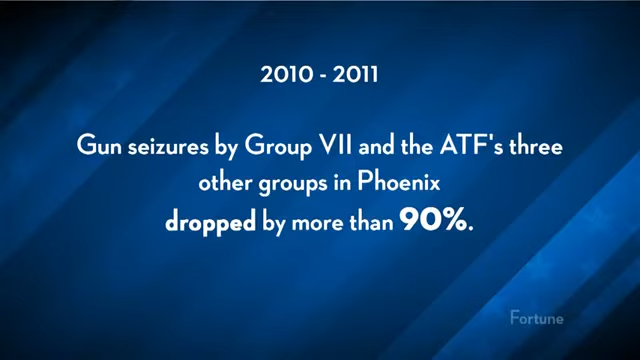 2010 - 2011
Gun seizures by Group VII and the ATF's three
other groups in Phoenix
dropped by more than 90%.
Fortune